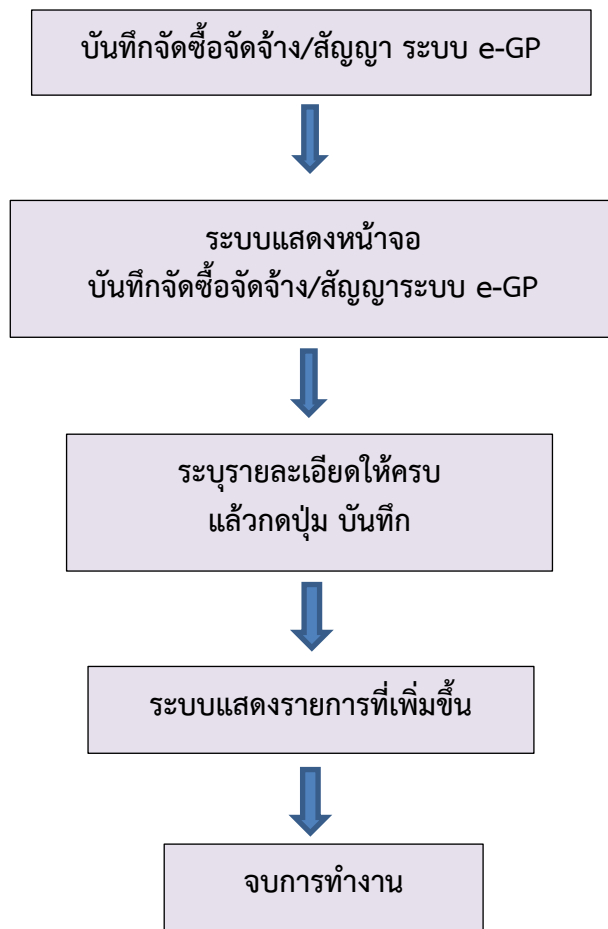 บันทึกจัดซื้อจัดจ้าง/สัญญา ระบบ e-GP
ระบบแสดงหน้าจอ
บันทึกจัดซื้อจัดจ้าง/สัญญาระบบ e-GP
ระบุรายละเอียดให้ครบ
แล้วกดปุ่ม บันทึก
ระบบแสดงรายการที่เพิ่มขึ้น
จบการทำงาน